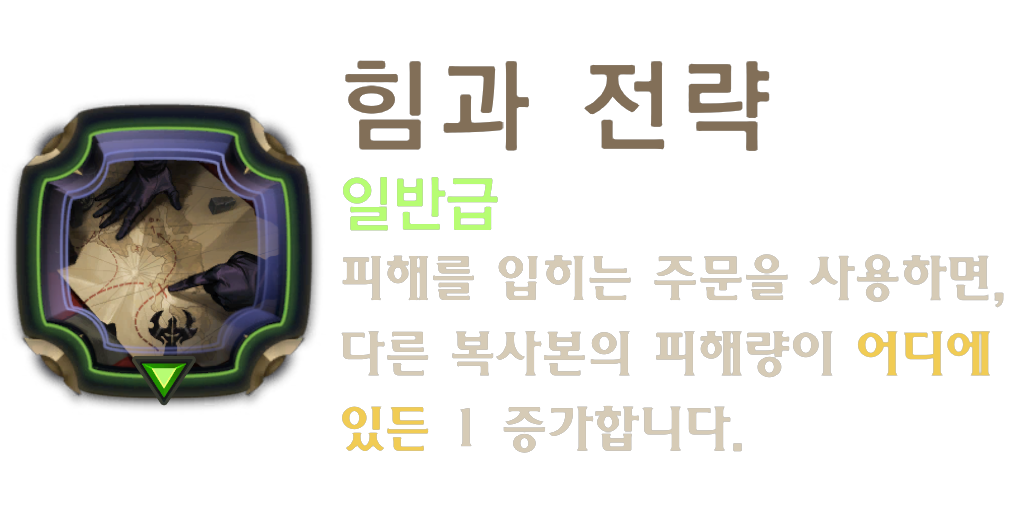 힘과 전략
일반급
피해를 입히는 주문을 사용하면,
다른 복사본의 피해량이 어디에
있든 1 증가합니다.